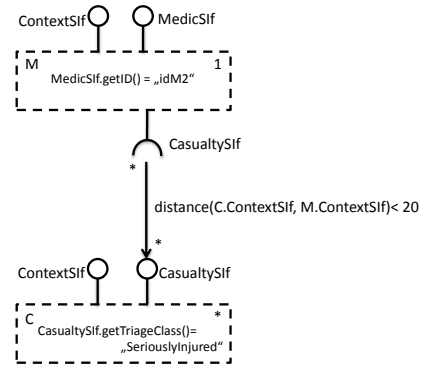 ContextSIf MedicSIf
M 1
MedicSIf.getID() = „idM2“
CasualtySIf
*
distance(C.ContextSIf, M.ContextSIf)< 20
*
ContextSIf CasualtySIf
C *
CasualtySIf.getTriageClass()=
„SeriouslyInjured“